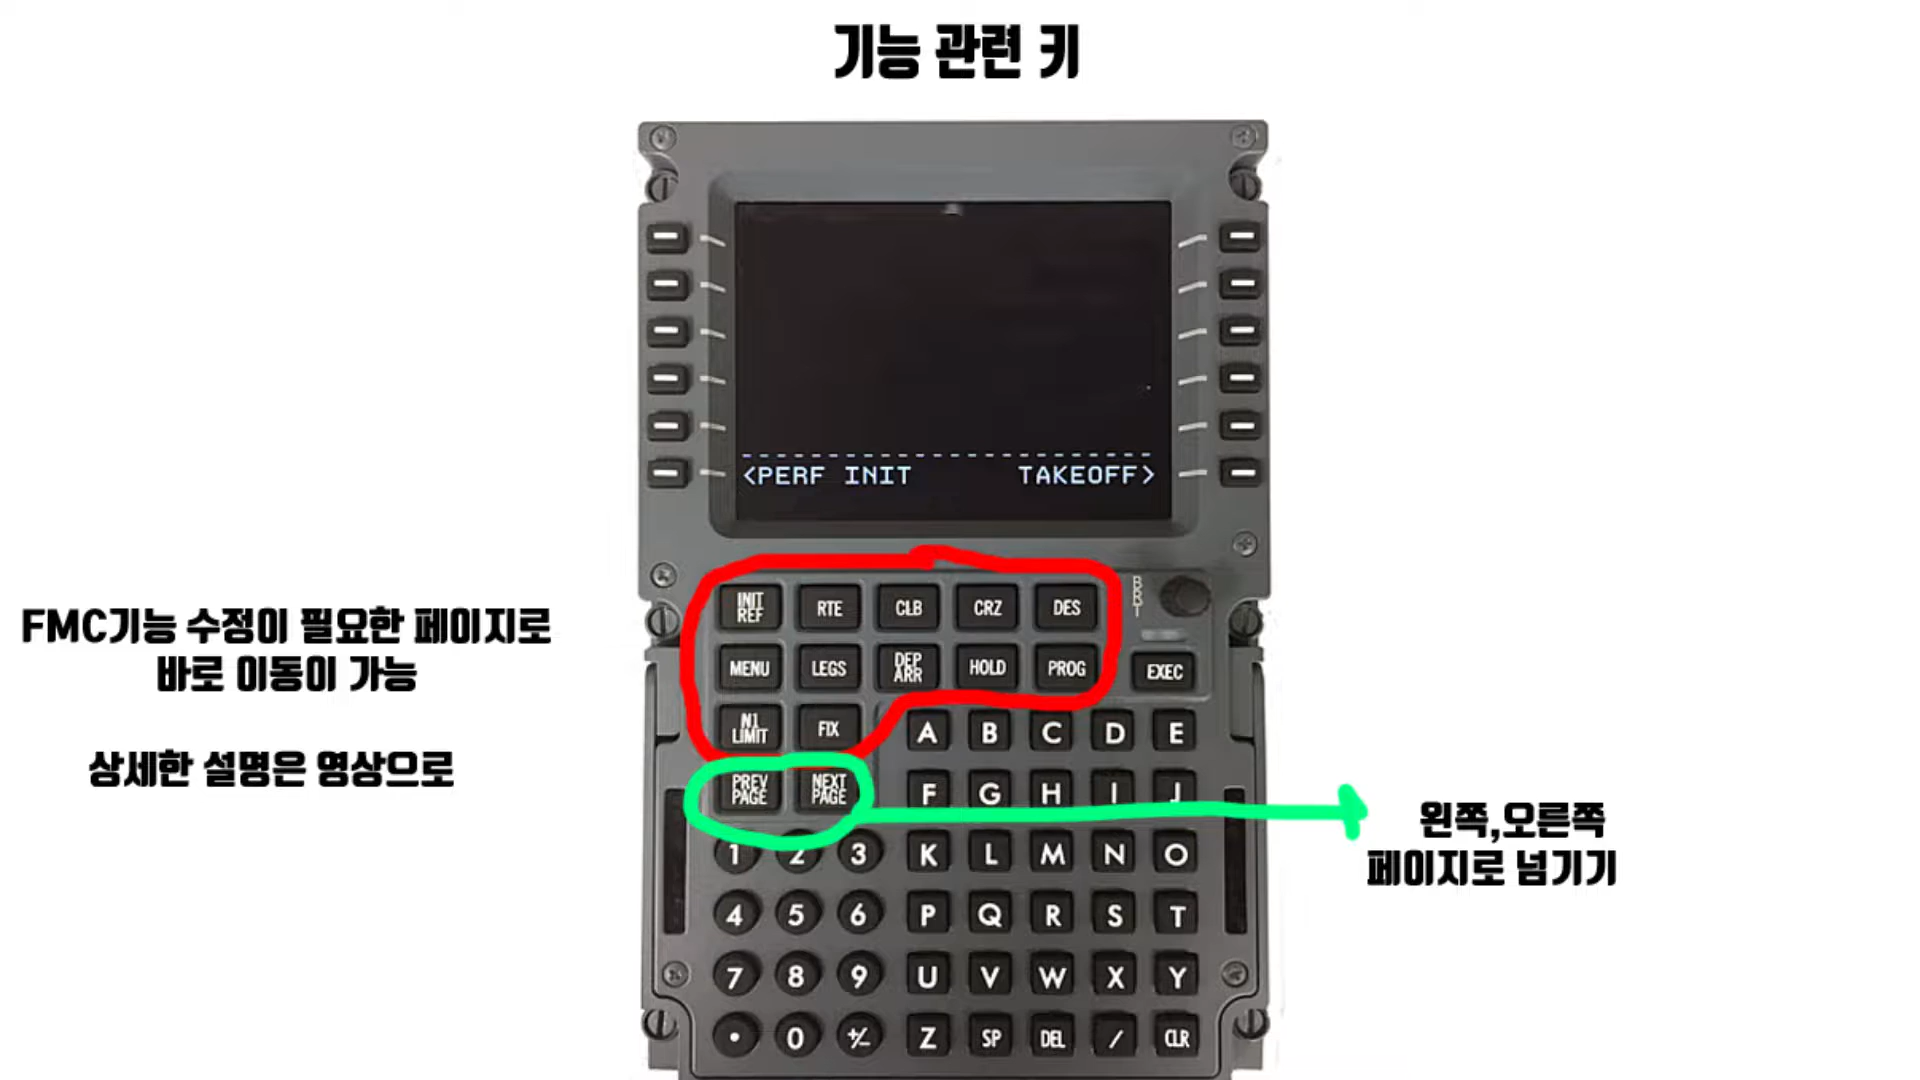 기능 관련 키
<PERF INIT TAKEOFF>
FMC기능 수정이 필요한 페이지로
바로 이동이 가능
상세한 설명은 영상으로
INIT
REF
RTE
CLB
CRZ
DES
BRT
MENU
LEGS
DEP
ARR
HOLD
PROG
EXEC
N1
LIMIT
FIX
A B C D E
PREV
PAGE
NEXT
PAGE
F G H I J
왼쪽,오른쪽
페이지로 넘기기
1 2 3 K L M N O
4 5 6 P Q R S T
7 8 9 U V W X Y
. 0 +/- Z SP DEL / CLR